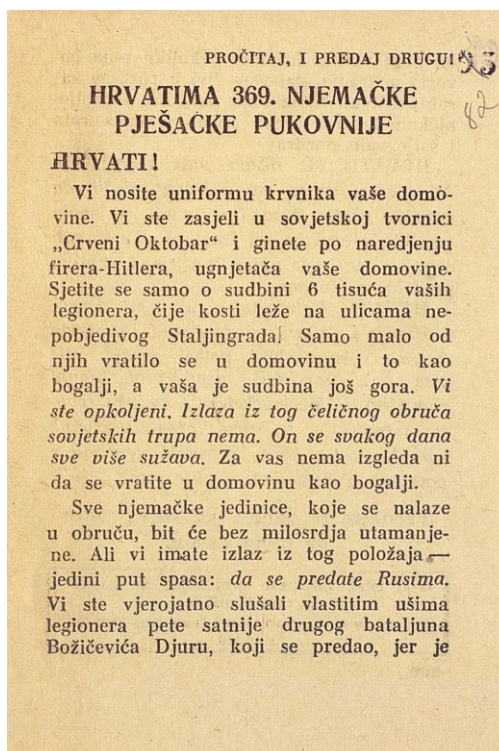 PROČITAJ, I PREDAJ DRUGU!
95
82
HRVATIMA 369. NJEMAČKE
PJEŠAČKE PUKOVNIJE
HRVATI!
Vi nosite uniformu krvnika vaše domo-
vine. Vi ste zasjeli u sovjetskoj tvornici
„Crveni Oktobar“ i ginete po naredjenju
firera-Hitlera, ugnjetača vaše domovine.
Sjetite se samo o sudbini 6 tisuća vaših
legionera, čije kosti leže na ulicama ne-
pobjedivog Staljingrada! Samo malo od
njih vratilo se u domovinu i to kao
bogalji, a vaša je sudbina još gora. Vi
ste opkoljeni. Izlaza iz tog čeličnog obruča
sovjetskih trupa nema. On se svakog dana
sve više sužava. Za vas nema izgleda ni
da se vratite u domovinu kao bogalji.
Sve njemačke jedinice, koje se nalaze
u obruču, bit će bez milosrdja utamanje-
ne. Ali vi imate izlaz iz tog položaja —
jedini put spasa: da se predate Rusima.
Vi ste vjerojatno slušali vlastitim ušima
legionera pete satnije drugog bataljuna
Božičevića Djuru, koji se predao, jer je